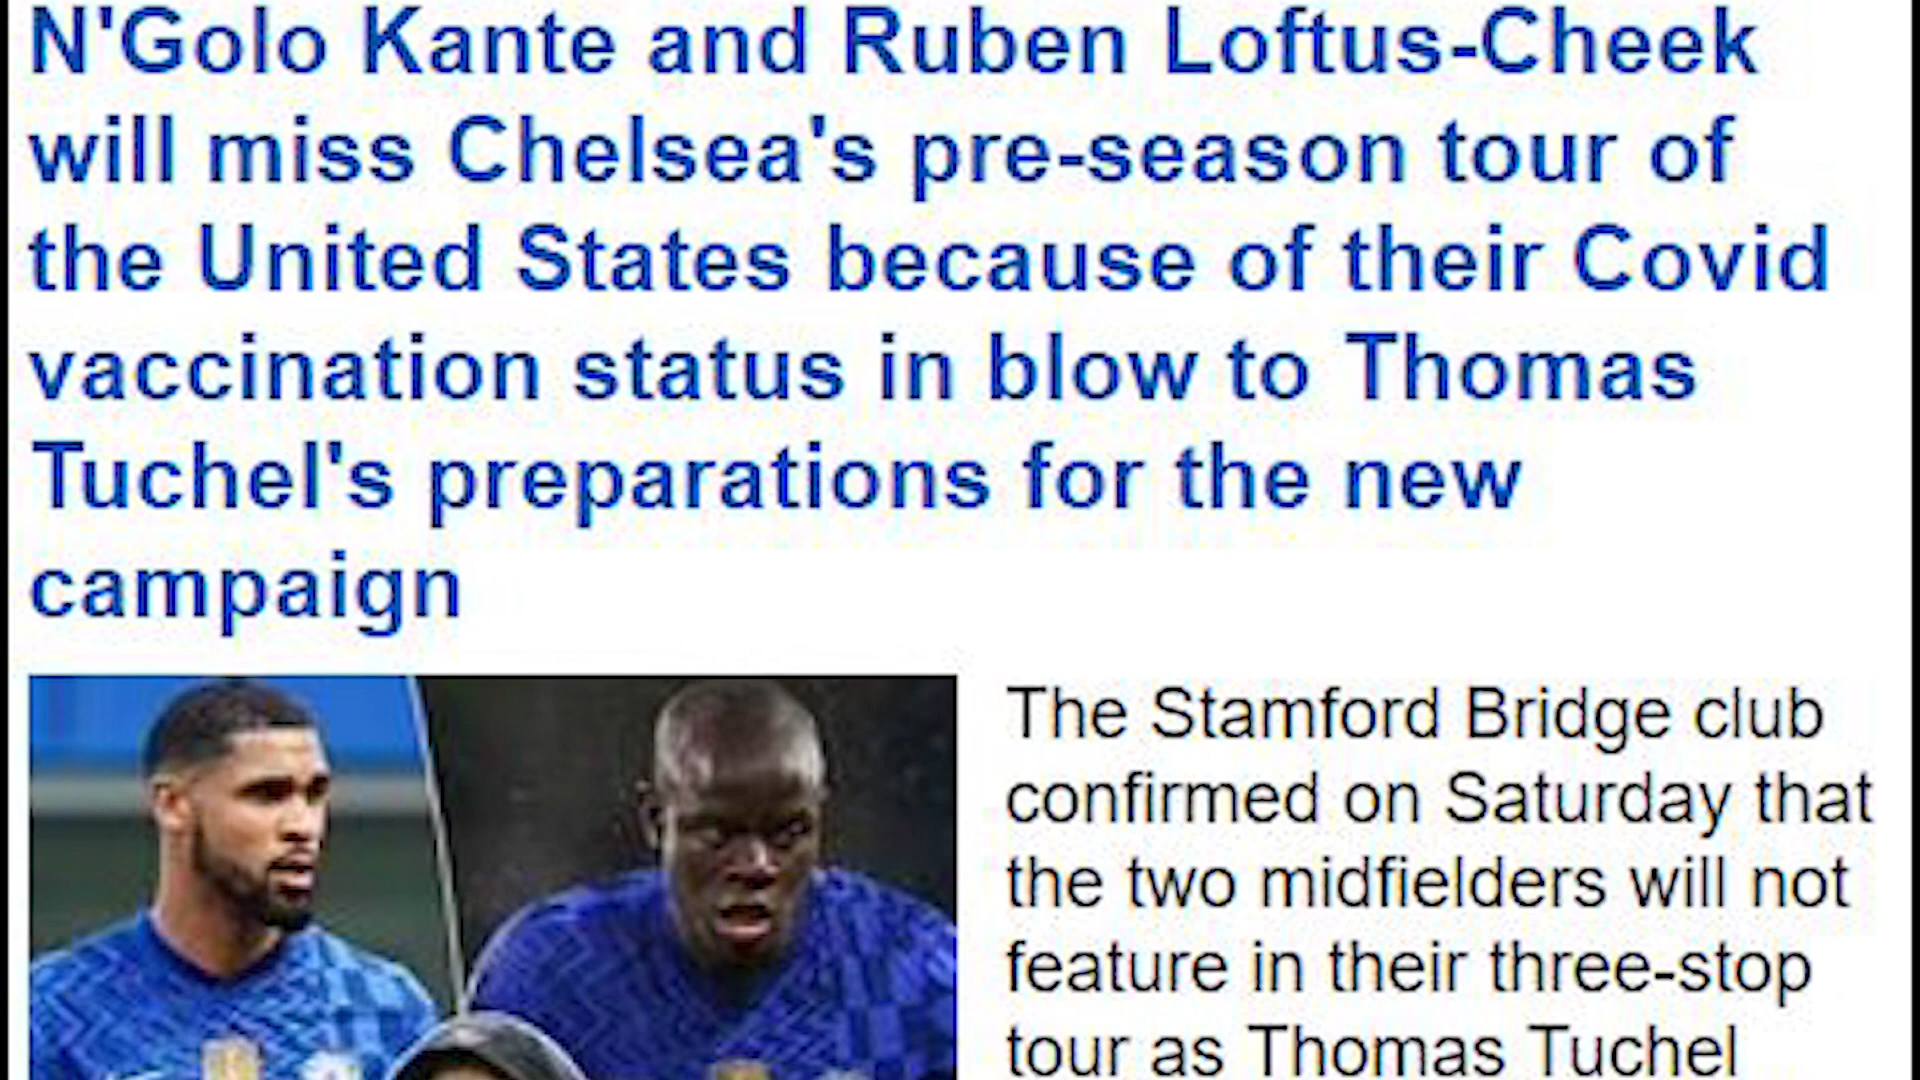 N'Golo Kante and Ruben Loftus-Cheek
will miss Chelsea's pre-season tour of
the United States because of their Covid
vaccination status in blow to Thomas
Tuchel's preparations for the new
campaign
The Stamford Bridge club
confirmed on Saturday that
the two midfielders will not
feature in their three-stop
tour as Thomas Tuchel